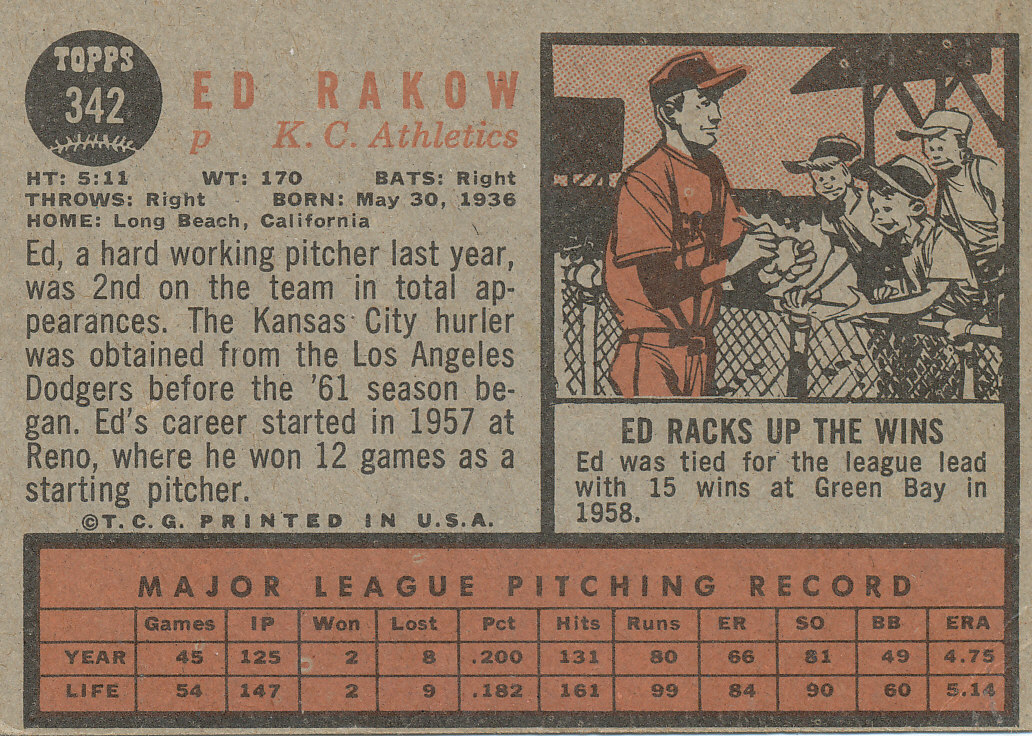 TOPPS
342
ED RAKOW
p K. C. Athletics
HT: 5:11 WT: 170 BATS: Right
THROWS: Right BORN: May 30, 1936
HOME: Long Beach, California
Ed, a hard working pitcher last year,
was 2nd on the team in total ap-
pearances. The Kansas City hurler
was obtained from the Los Angeles
Dodgers before the '61 season be-
gan. Ed's career started in 1957 at
Reno, where he won 12 games as a
starting pitcher.
©T.C.G. PRINTED IN U.S.A.
ED RACKS UP THE WINS
Ed was tied for the league lead
with 15 wins at Green Bay in
1958.
MAJOR LEAGUE PITCHING RECORD
Games IP Won Lost Pct Hits Runs ER SO BB ERA
YEAR 45 125 2 8 .200 131 80 66 81 49 4.75
LIFE 54 147 2 9 .182 161 99 84 90 60 5.14